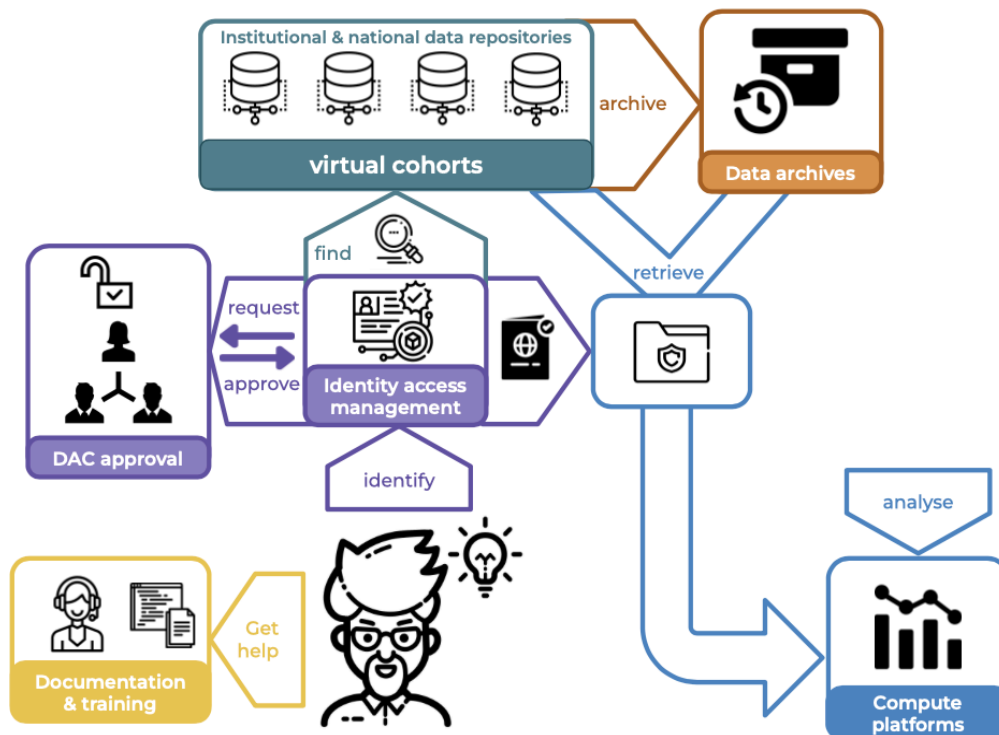 Institutional & national data repositories
virtual cohorts
archive
Data archives
find
retrieve
request
approve
Identity access
management
DAC approval
identify
analyse
Get
help
Documentation
& training
Compute
platforms